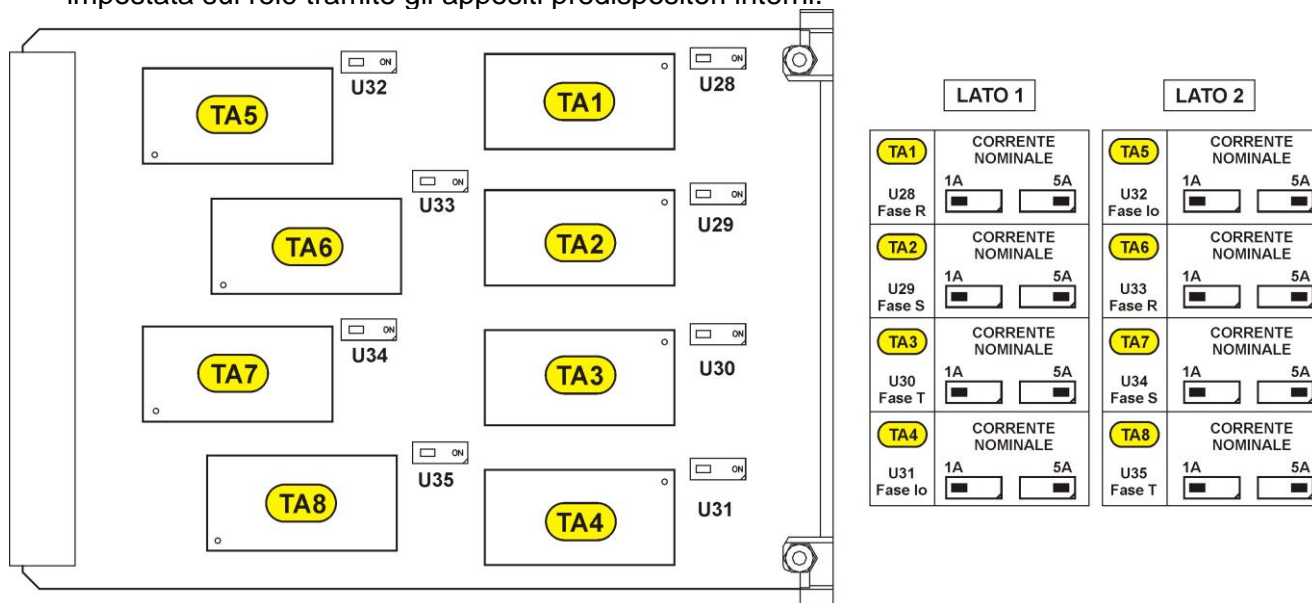 impostata sul relè tramite gli appositi predispositori interni.
ON
U32
ON
U28
TA5
TA1
ON
U33
ON
U29
TA6
TA2
ON
U34
ON
U30
TA7
TA3
ON
U35
ON
U31
TA8
TA4
LATO 1
TA1
CORRENTE
NOMINALE
U28
Fase R
1A 5A
TA2
CORRENTE
NOMINALE
U29
Fase S
1A 5A
TA3
CORRENTE
NOMINALE
U30
Fase T
1A 5A
TA4
CORRENTE
NOMINALE
U31
Fase Io
1A 5A
LATO 2
TA5
CORRENTE
NOMINALE
U32
Fase Io
1A 5A
TA6
CORRENTE
NOMINALE
U33
Fase R
1A 5A
TA7
CORRENTE
NOMINALE
U34
Fase S
1A 5A
TA8
CORRENTE
NOMINALE
U35
Fase T
1A 5A